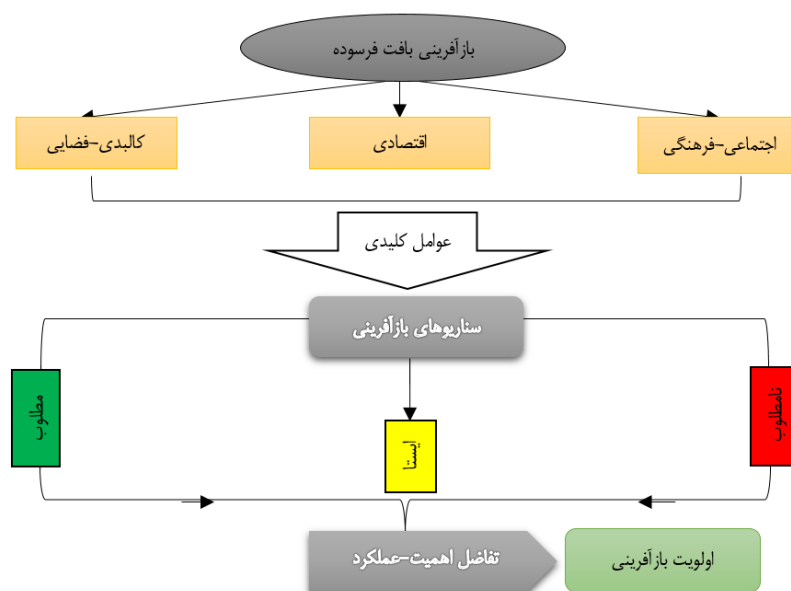 بازآفرینی بافت فرسوده
اجتماعی-فرهنگی
اقتصادی
کالبدی-فضایی
عوامل کلیدی
سناریوهای بازآفرینی
نامطلوب
ایستا
مطلوب
تفاضل اهمیت-عملکرد
اولویت بازآفرینی